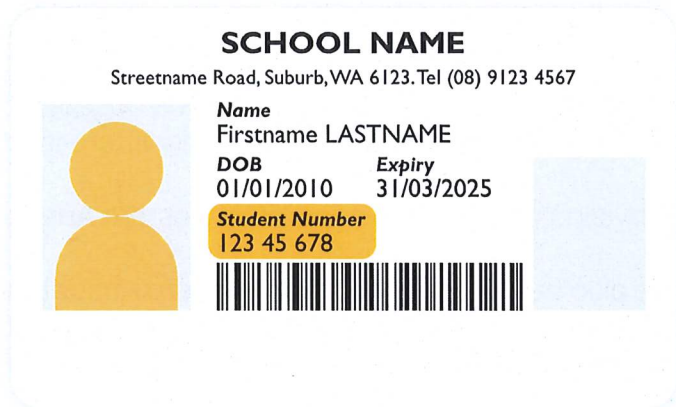 SCHOOL NAME
Streetname Road, Suburb, WA 6123. Tel (08) 9123 4567
Name
Firstname LASTNAME
DOB Expiry
01/01/2010 31/03/2025
Student Number
123 45 678